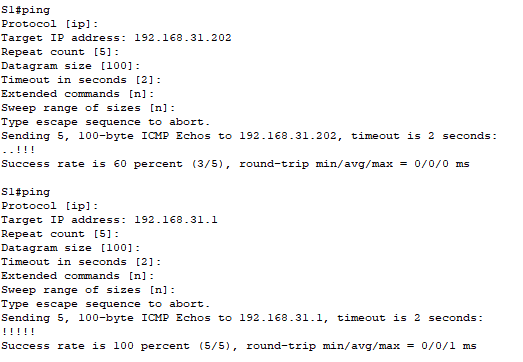 S1#ping
Protocol [ip]:
Target IP address: 192.168.31.202
Repeat count [5]:
Datagram size [100]:
Timeout in seconds [2]:
Extended commands [n]:
Sweep range of sizes [n]:
Type escape sequence to abort.
Sending 5, 100-byte ICMP Echos to 192.168.31.202, timeout is 2 seconds:
..!!!
Success rate is 60 percent (3/5), round-trip min/avg/max = 0/0/0 ms
S1#ping
Protocol [ip]:
Target IP address: 192.168.31.1
Repeat count [5]:
Datagram size [100]:
Timeout in seconds [2]:
Extended commands [n]:
Sweep range of sizes [n]:
Type escape sequence to abort.
Sending 5, 100-byte ICMP Echos to 192.168.31.1, timeout is 2 seconds:
!!!!!
Success rate is 100 percent (5/5), round-trip min/avg/max = 0/0/1 ms